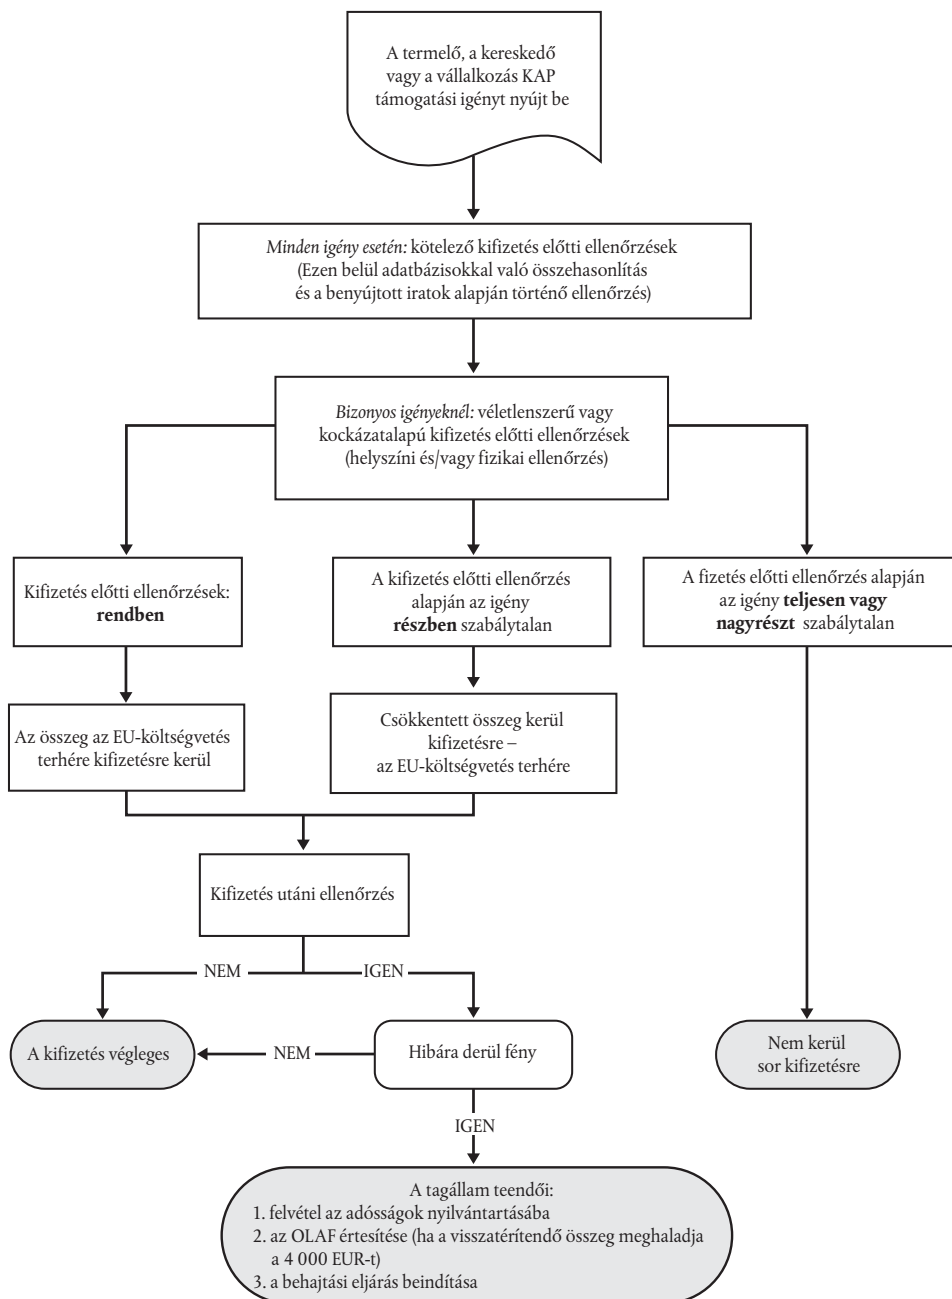 A termelő, a kereskedő
vagy a vállalkozás KAP
támogatási igényt nyújt be
Minden igény esetén: kötelező kifizetés előtti ellenőrzések
(Ezen belül adatbázisokkal való összehasonlítás
és a benyújtott iratok alapján történő ellenőrzés)
Bizonyos igényeknél: véletlenszerű vagy
kockázatalapú kifizetés előtti ellenőrzések
(helyszíni és/vagy fizikai ellenőrzés)
Kifizetés előtti ellenőrzések:
rendben
A kifizetés előtti ellenőrzés
alapján az igény
részben szabálytalan
A fizetés előtti ellenőrzés alapján
az igény teljesen vagy
nagyrészt szabálytalan
Az összeg az EU-költségvetés
terhére kifizetésre kerül
Csökkentett összeg kerül
kifizetésre –
az EU-költségvetés terhére
Kifizetés utáni ellenőrzés
NEM
IGEN
A kifizetés végleges
NEM
Hibára derül fény
Nem kerül
sor kifizetésre
IGEN
A tagállam teendői:
1. felvétel az adósságok nyilvántartásába
2. az OLAF értesítése (ha a visszatérítendő összeg meghaladja
a 4 000 EUR-t)
3. a behajtási eljárás beindítása